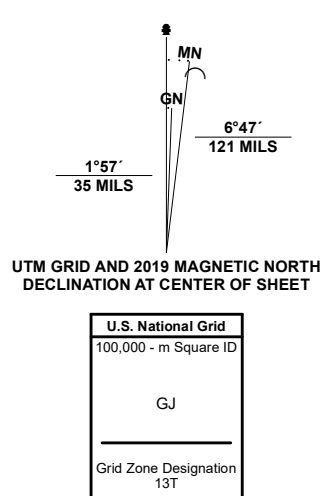 MN
GN
6°47´
121 MILS
1°57´
35 MILS
UTM GRID AND 2019 MAGNETIC NORTH
DECLINATION AT CENTER OF SHEET
U.S. National Grid
100,000 - m Square ID
GJ
Grid Zone Designation
13T